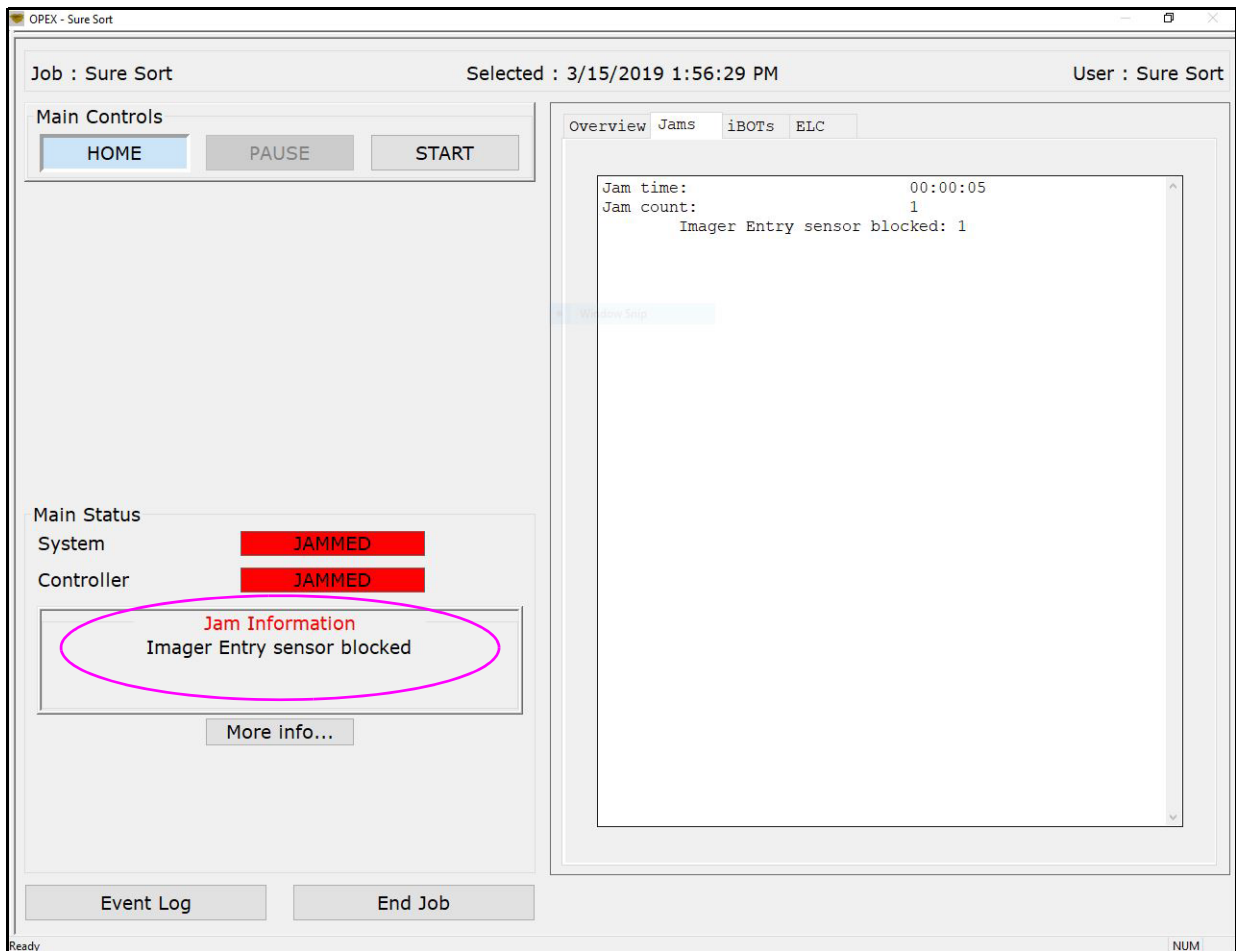 OPEX - Sure Sort
Job : Sure Sort Selected : 3/15/2019 1:56:29 PM User : Sure Sort
Main Controls
HOME PAUSE START
Overview Jams iBOTs ELC
Jam time: 00:00:05
Jam count: 1
Imager Entry sensor blocked: 1
Window Snip
Main Status
System JAMMED
Controller JAMMED
Jam Information
Imager Entry sensor blocked
More info...
Event Log End Job
Ready NUM